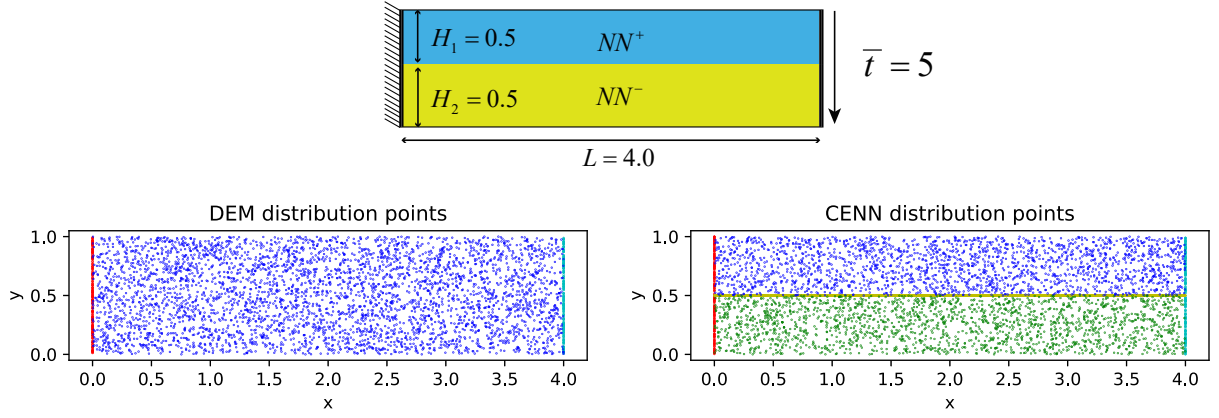 H₁ = 0.5
NN⁺
t̅ = 5
H₂ = 0.5
NN⁻
L = 4.0
DEM distribution points
1.0
0.5
0.0
y
0.0 0.5 1.0 1.5 2.0 2.5 3.0 3.5 4.0
x
CENN distribution points
1.0
0.5
0.0
y
0.0 0.5 1.0 1.5 2.0 2.5 3.0 3.5 4.0
x